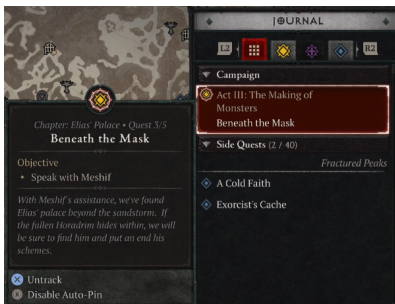 JOURNAL
L2
R2
Campaign
Act III: The Making of
Monsters
Beneath the Mask
Side Quests (2 / 40)
Fractured Peaks
A Cold Faith
Exorcist's Cache
Chapter: Elias' Palace • Quest 3/5
Beneath the Mask
Objective
• Speak with Meshif
With Meshif's assistance, we've found
Elias' palace beyond the sandstorm. If
the fallen Horadrim hides within, we will
be sure to find him and put an end his
schemes.
Untrack
Disable Auto-Pin